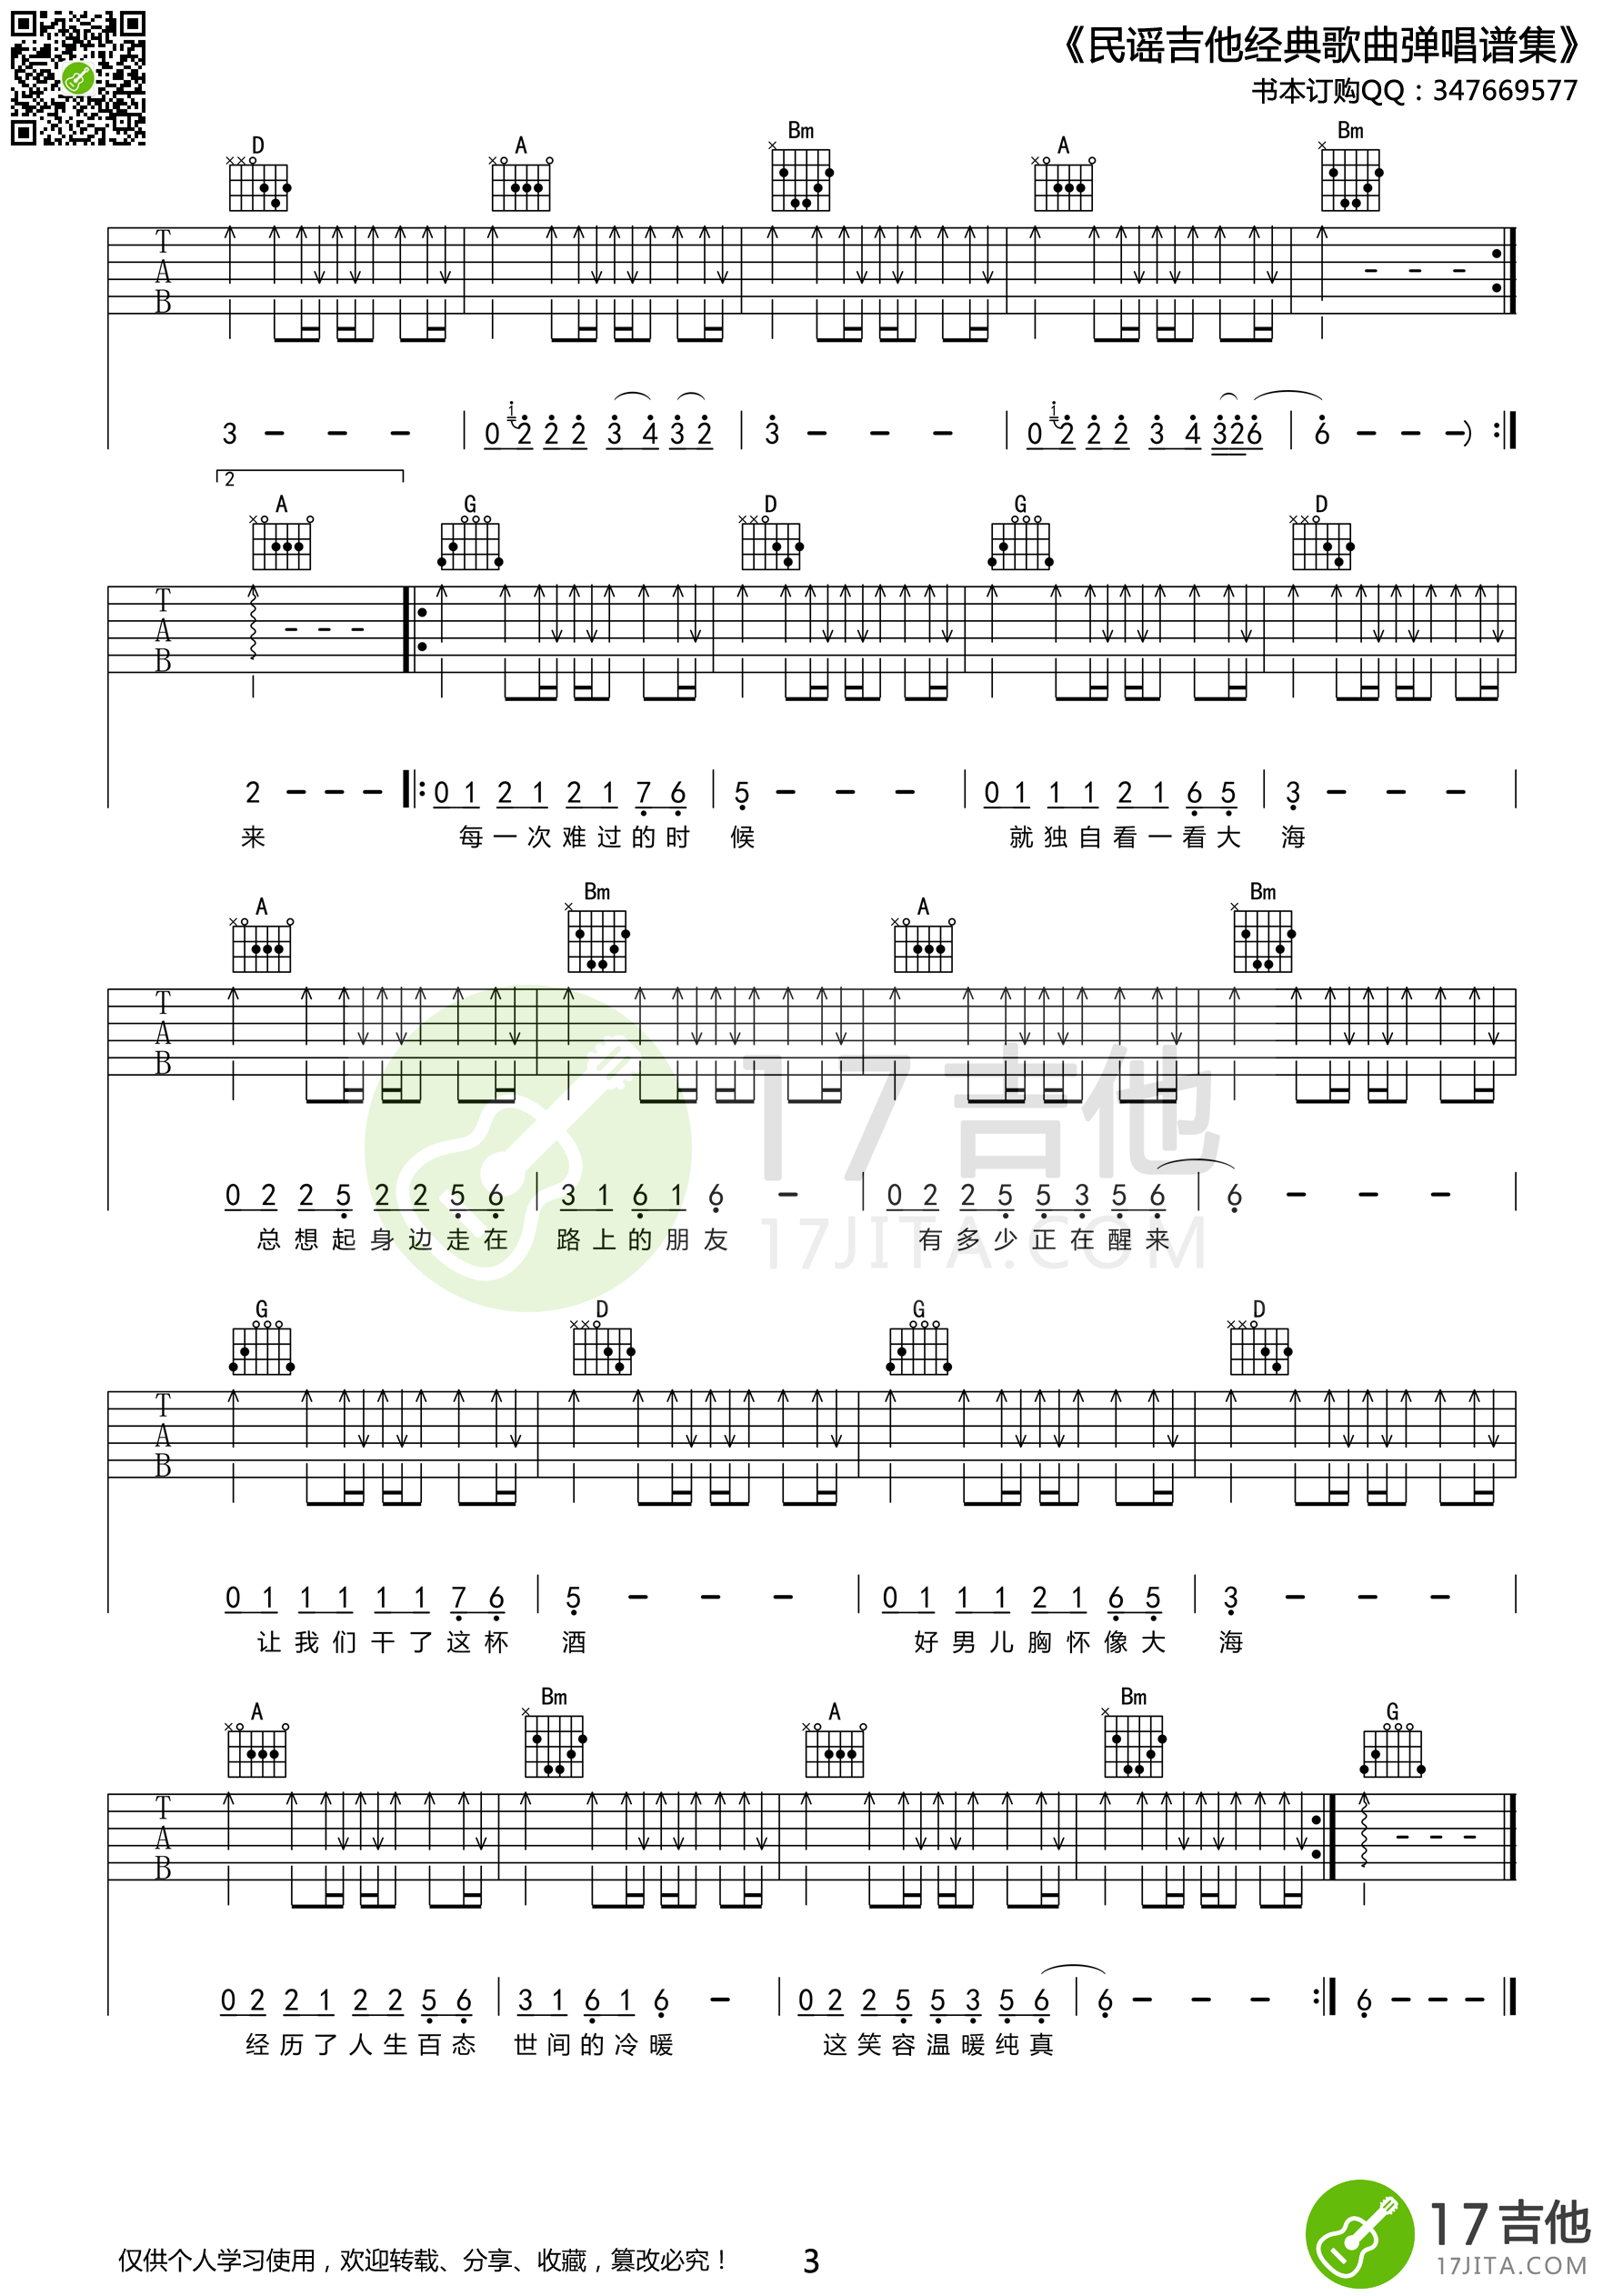 《民谣吉他经典歌曲弹唱谱集》
书本订购QQ：347669577
D A Bm A Bm
T
A
B
3 - - - 0 1 2 2 2 3 4 3 2 3 - - - 0 1 2 2 2 3 4 3 2 6 6 - - -)
2
A G D G D
T
A
B
2 - - - 0 1 2 1 2 1 7 6 5 - - - 0 1 1 1 2 1 6 5 3 - - -
来 每一次难过的时 候 就独自看一看大 海
A Bm A Bm
T
A
B
0 2 2 5 2 2 5 6 3 1 6 1 6 - 0 2 2 5 5 3 5 6 6 - - -
总想起身边走在 路上的朋友 有多少正在醒来
17吉他
17JITA.COM
G D G D
T
A
B
0 1 1 1 1 1 7 6 5 - - - 0 1 1 1 2 1 6 5 3 - - -
让我们干了这杯 酒 好男儿胸怀像大 海
A Bm A Bm G
T
A
B
0 2 2 1 2 2 5 6 3 1 6 1 6 - 0 2 2 5 5 3 5 6 6 - - - 6 - - -
经历了人生百态 世间的冷暖 这笑容温暖纯真
仅供个人学习使用，欢迎转载、分享、收藏，篡改必究！ 3
17吉他
17JITA.COM